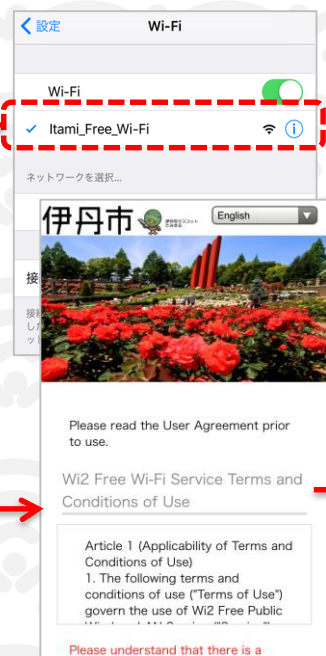 設定
Wi-Fi
Wi-Fi
Itami_Free_Wi-Fi
ネットワークを選択...
伊丹市
English
接
Please read the User Agreement prior
to use.
Wi2 Free Wi-Fi Service Terms and
Conditions of Use
Article 1 (Applicability of Terms and
Conditions of Use)
1. The following terms and
conditions of use ("Terms of Use")
govern the use of Wi2 Free Public
Please understand that there is a